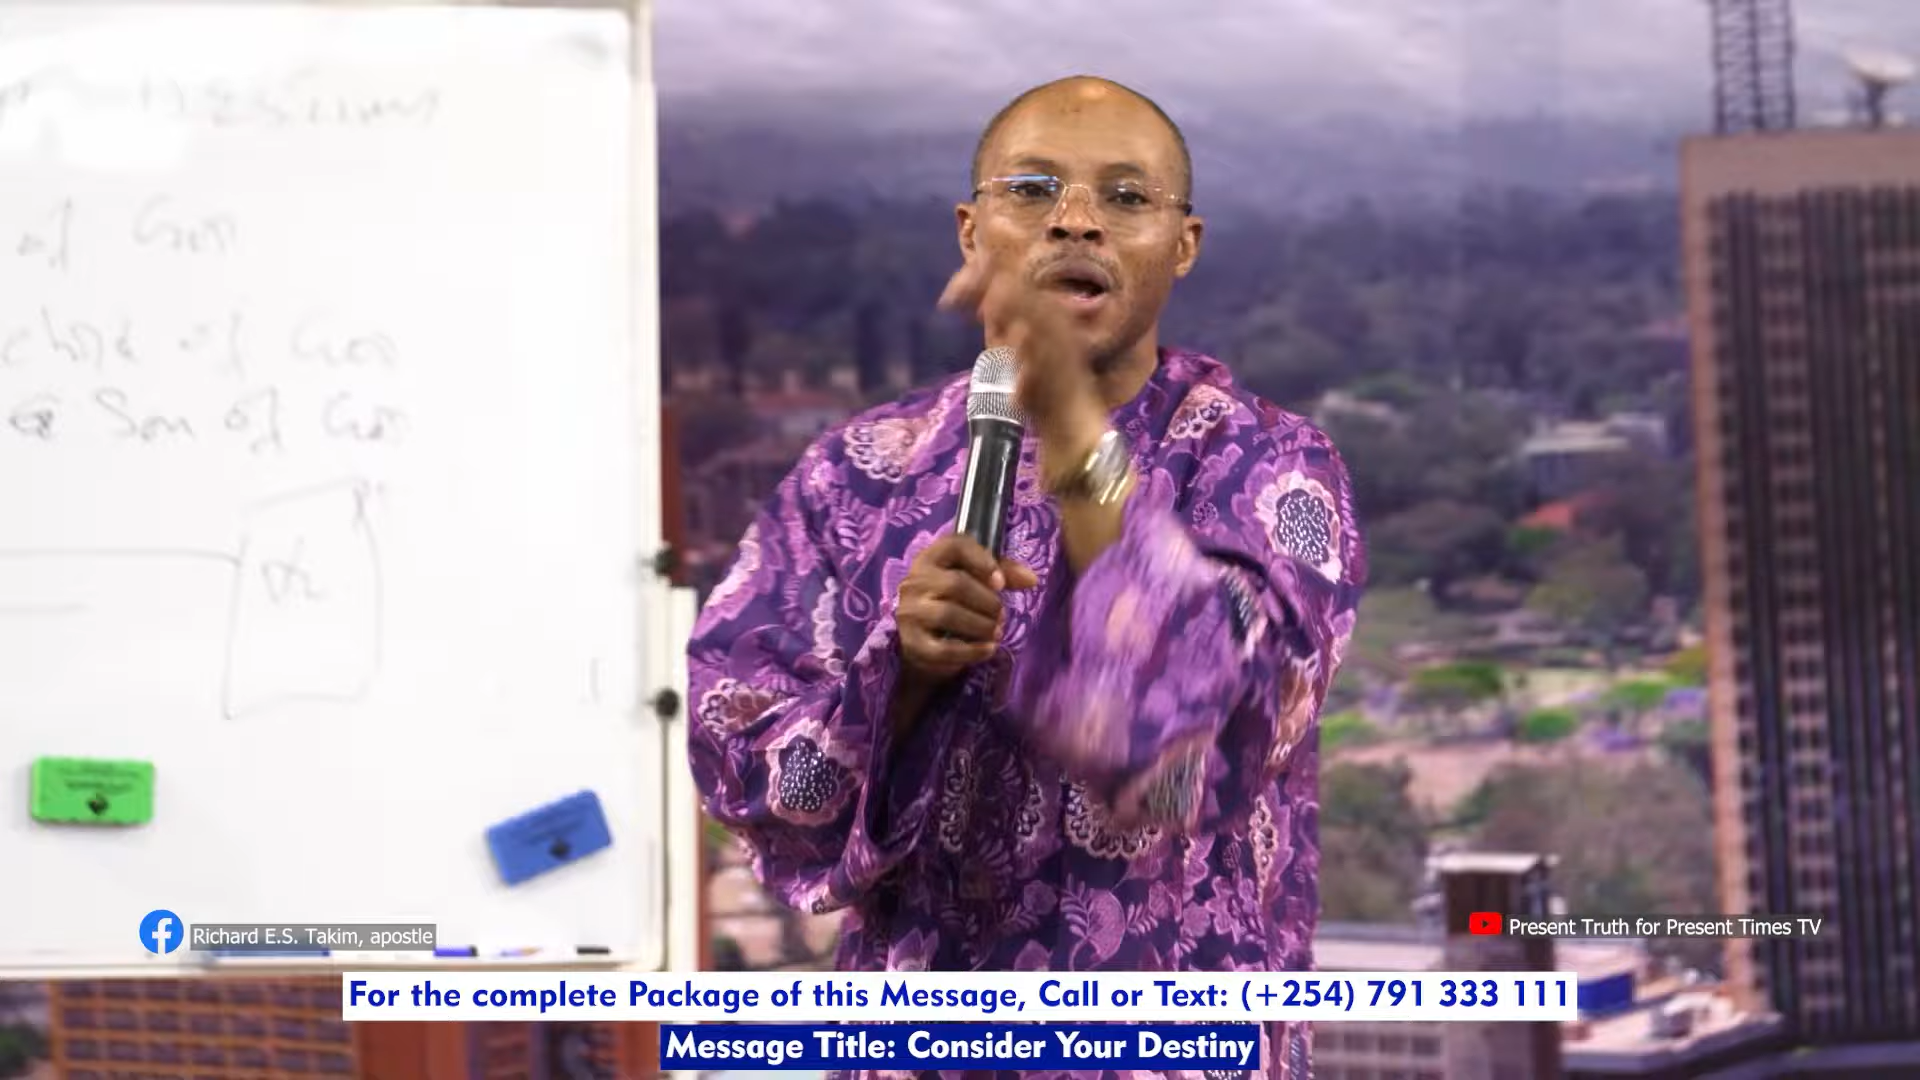 of God
child of God
Son of God
Richard E.S. Takim, apostle
Present Truth for Present Times TV
For the complete Package of this Message, Call or Text: (+254) 791 333 111
Message Title: Consider Your Destiny